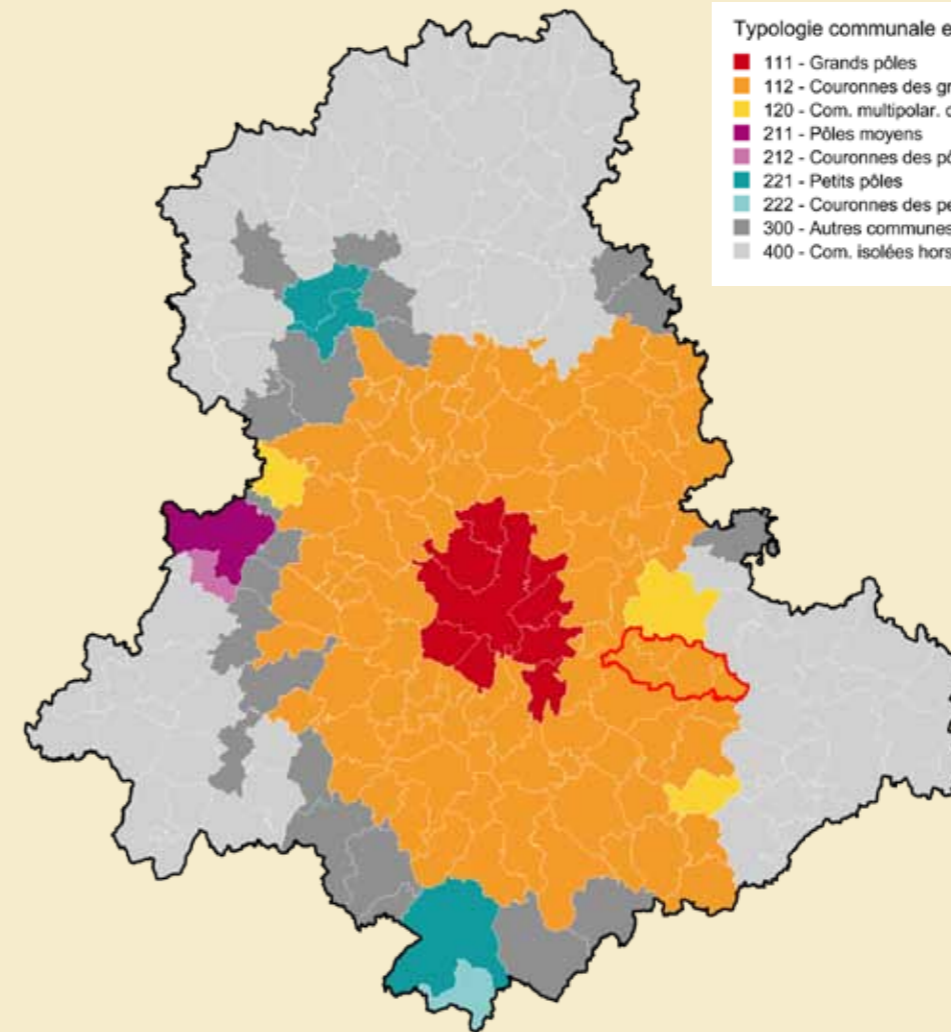 Typologie communale e
111 - Grands pôles
112 - Couronnes des gr
120 - Com. multipolar. d
211 - Pôles moyens
212 - Couronnes des pô
221 - Petits pôles
222 - Couronnes des pe
300 - Autres communes
400 - Com. isolées hors